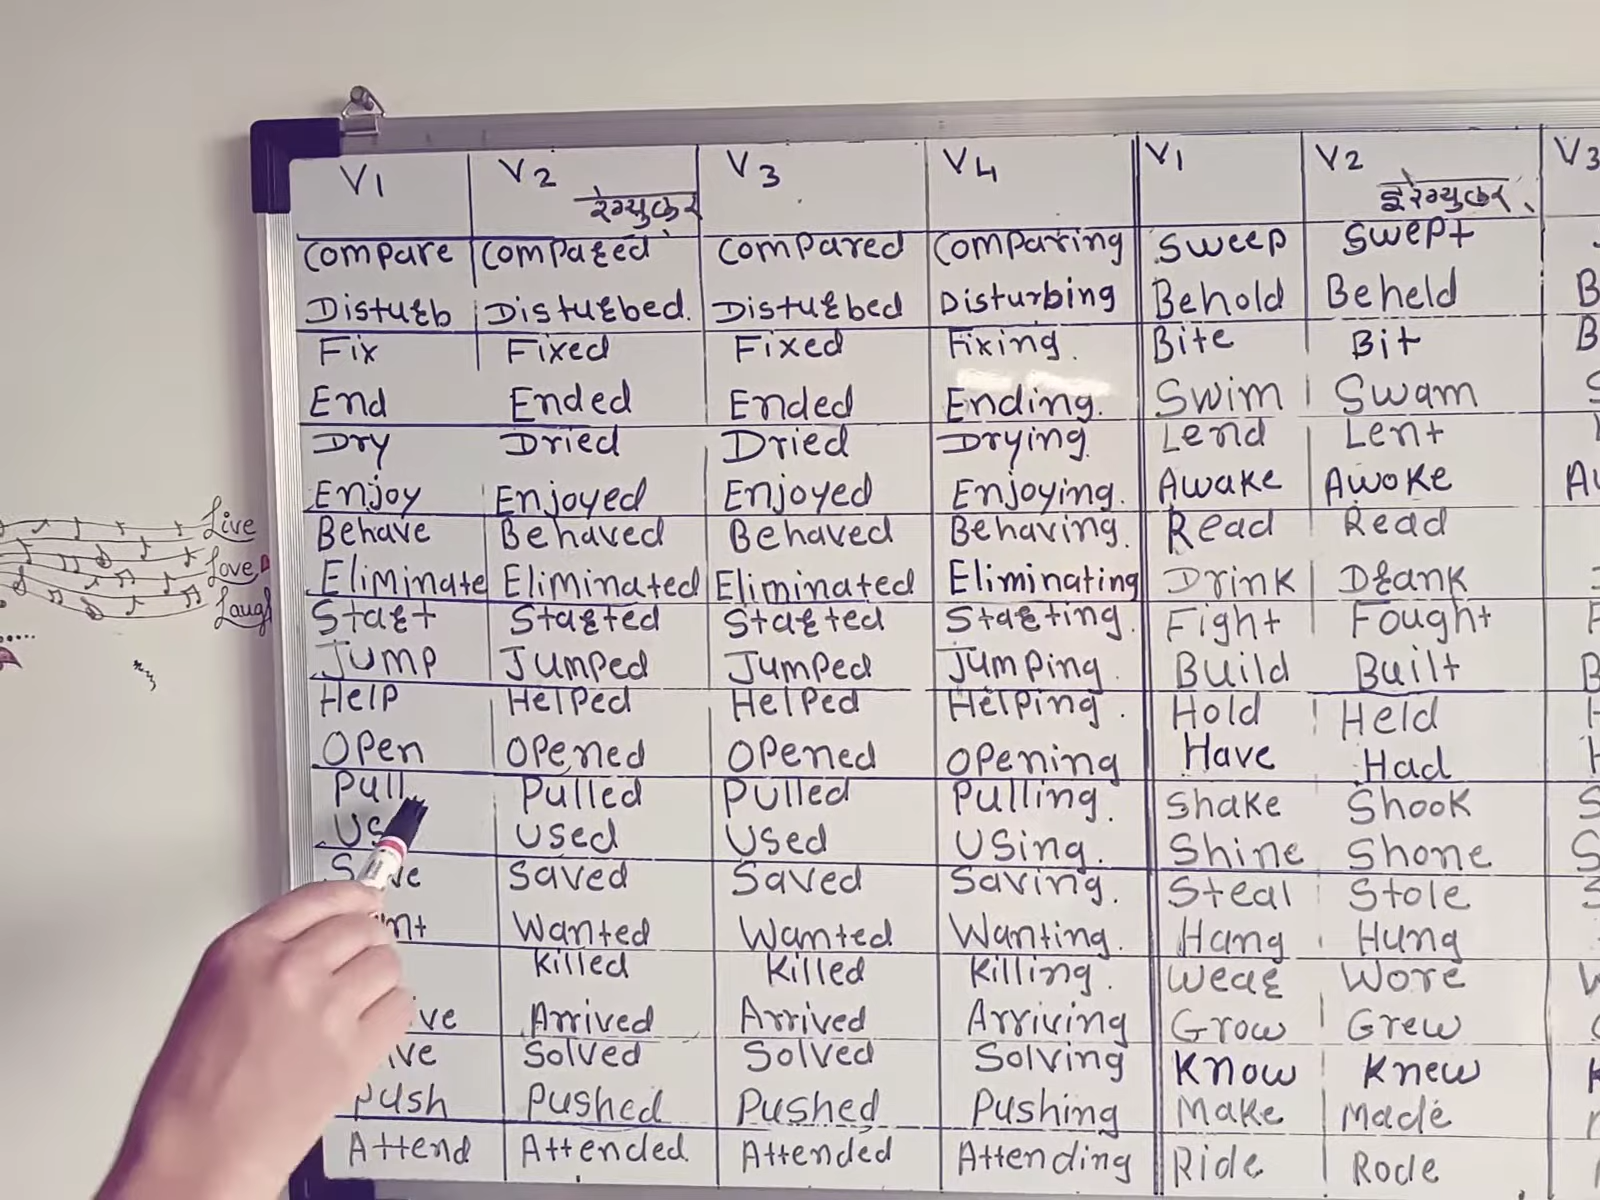 V1 V2 V3 V4 V1 V2 V3
रेग्युलर इरेग्युलर
Compare Compared Compared Comparing Sweep Swept
Disturb Disturbed. Disturbed Disturbing Behold Beheld B
Fix Fixed Fixed Fixing. Bite Bit B
End Ended Ended Ending. Swim Swam S
Dry Dried Dried Drying. Lend Lent
Enjoy Enjoyed Enjoyed Enjoying. Awake Awoke Aw
Behave Behaved Behaved Behaving. Read Read
Eliminate Eliminated Eliminated Eliminating Drink Drank
Start Started Started Starting. Fight Fought F
Jump Jumped Jumped Jumping. Build Built B
Help Helped Helped Helping. Hold Held H
Open Opened Opened Opening Have Had H
Pull Pulled Pulled Pulling. Shake Shook S
Used Used Using. Shine Shone S
Saved Saved Saving. Steal Stole S
Wanted Wanted Wanting. Hang Hung
Killed Killed Killing. Wear Wore W
Arrived Arrived Arriving Grow Grew G
Solved Solved Solving Know Knew K
Push Pushed Pushed Pushing Make Made
Attend Attended. Attended Attending Ride Rode
Live
Love
Laugh